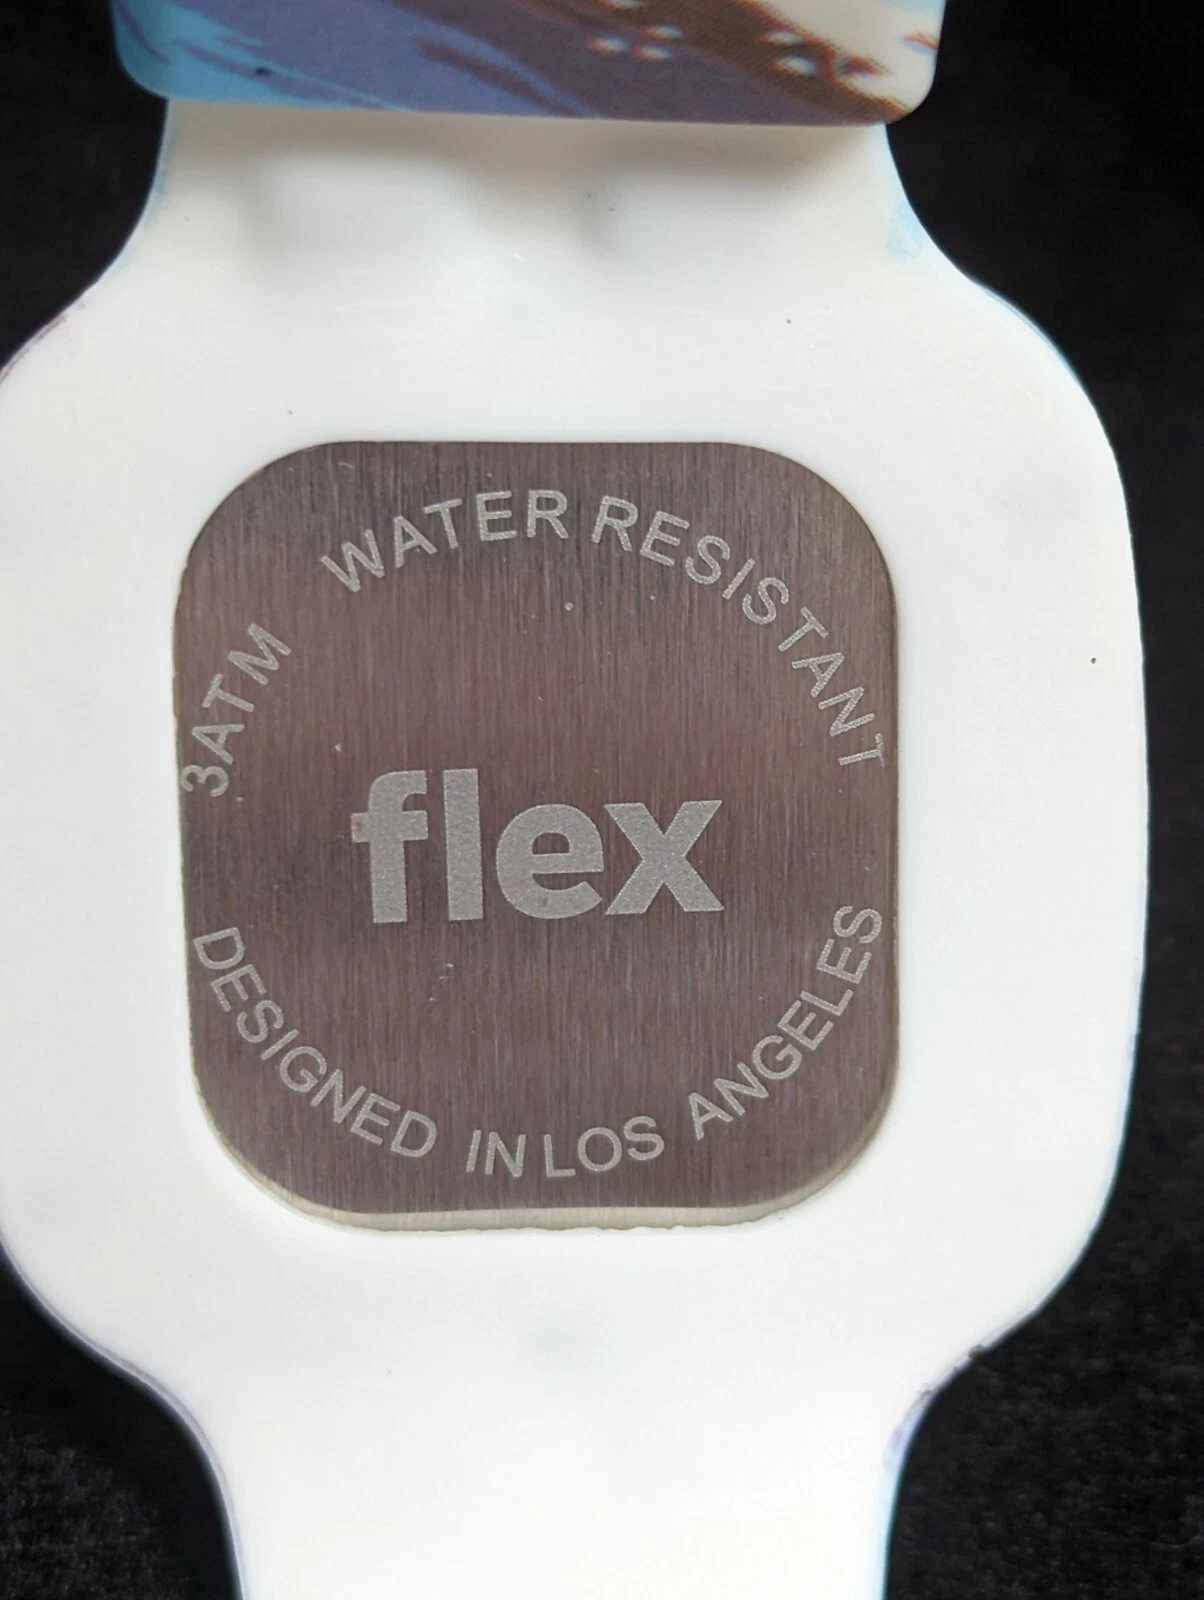 3ATM WATER RESISTANT
flex
DESIGNED IN LOS ANGELES